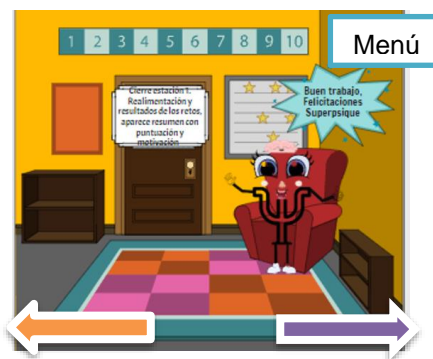 1 2 3 4 5 6 7 8 9 10
Menú
Cierre estación 1.
Realimentación y
resultados de los retos,
aparece resumen con
puntuación y
motivación
Buen trabajo,
Felicitaciones
Superpsique